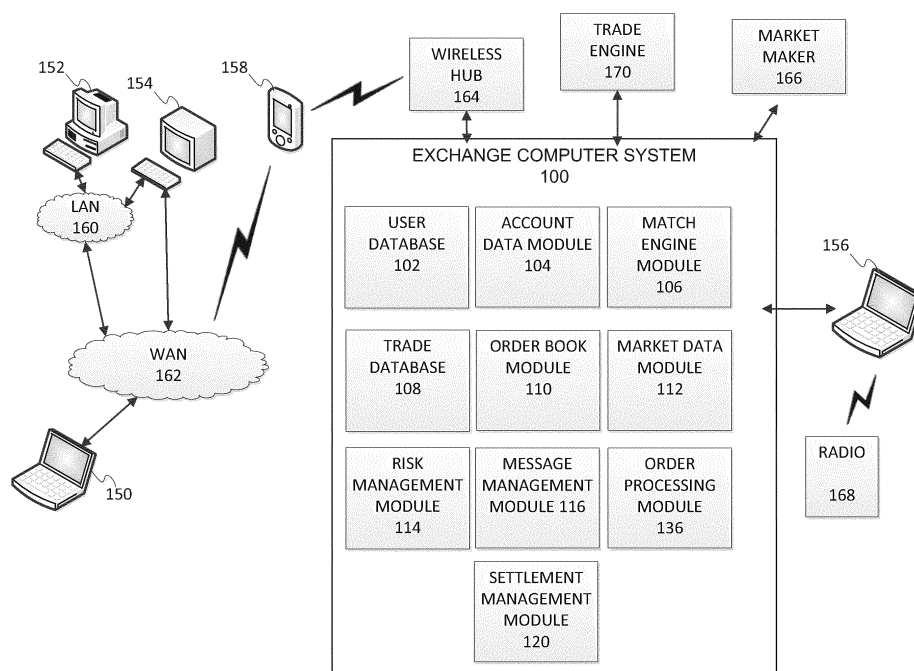 152
154
158
WIRELESS
HUB
164
TRADE
ENGINE
170
MARKET
MAKER
166
EXCHANGE COMPUTER SYSTEM
100
LAN
160
USER
DATABASE
102
ACCOUNT
DATA MODULE
104
MATCH
ENGINE
MODULE
106
156
WAN
162
TRADE
DATABASE
108
ORDER BOOK
MODULE
110
MARKET DATA
MODULE
112
150
RISK
MANAGEMENT
MODULE
114
MESSAGE
MANAGEMENT
MODULE 116
ORDER
PROCESSING
MODULE
136
RADIO
168
SETTLEMENT
MANAGEMENT
MODULE
120